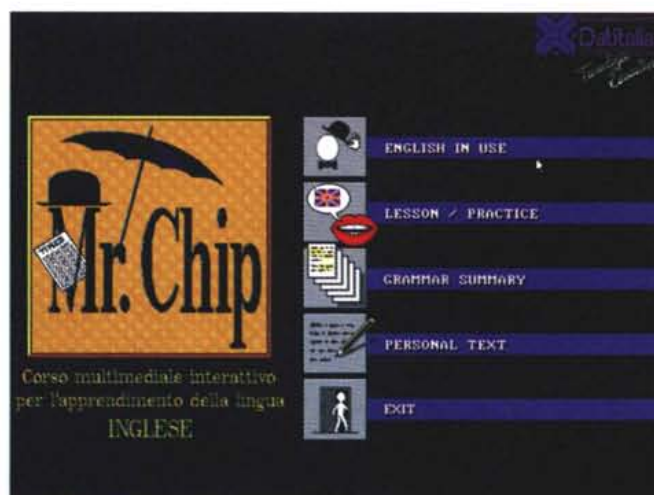 Mr. Chip
Corso multimediale interattivo
per l'apprendimento della lingua
INGLESE
ENGLISH IN USE
LESSON / PRACTICE
GRAMMAR SUMMARY
PERSONAL TEXT
EXIT